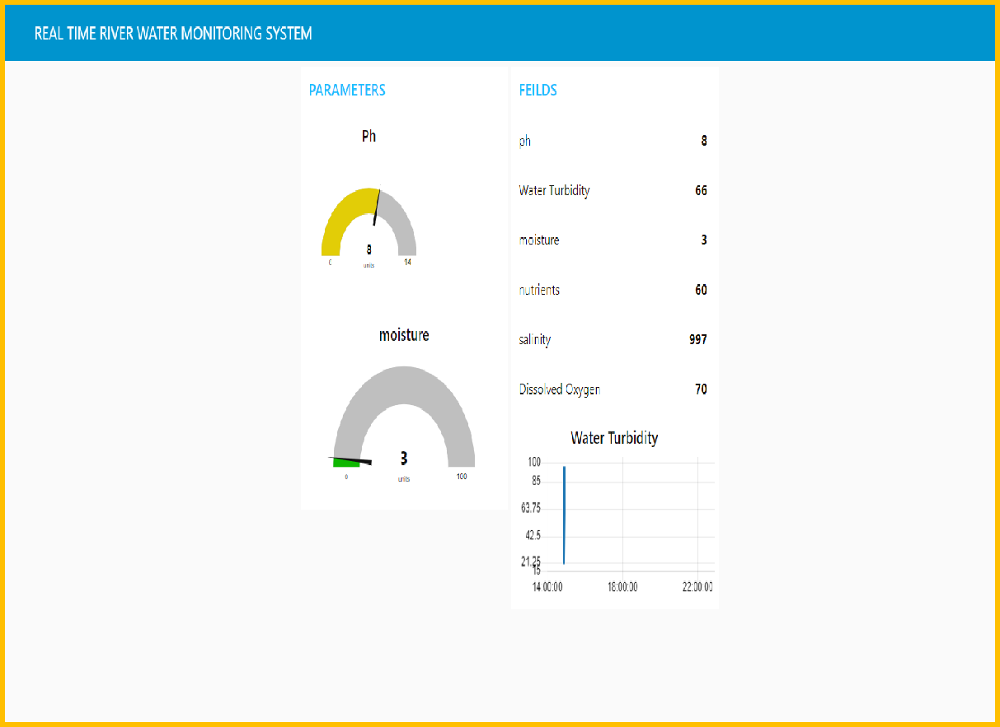 REAL TIME RIVER WATER MONITORING SYSTEM
PARAMETERS
Ph
8
0 units 14
moisture
3
0 units 100
FEILDS
ph 8
Water Turbidity 66
moisture 3
nutrients 60
salinity 997
Dissolved Oxygen 70
Water Turbidity
100
85
63.75
42.5
21.25
15
14:00:00 18:00:00 22:00:00